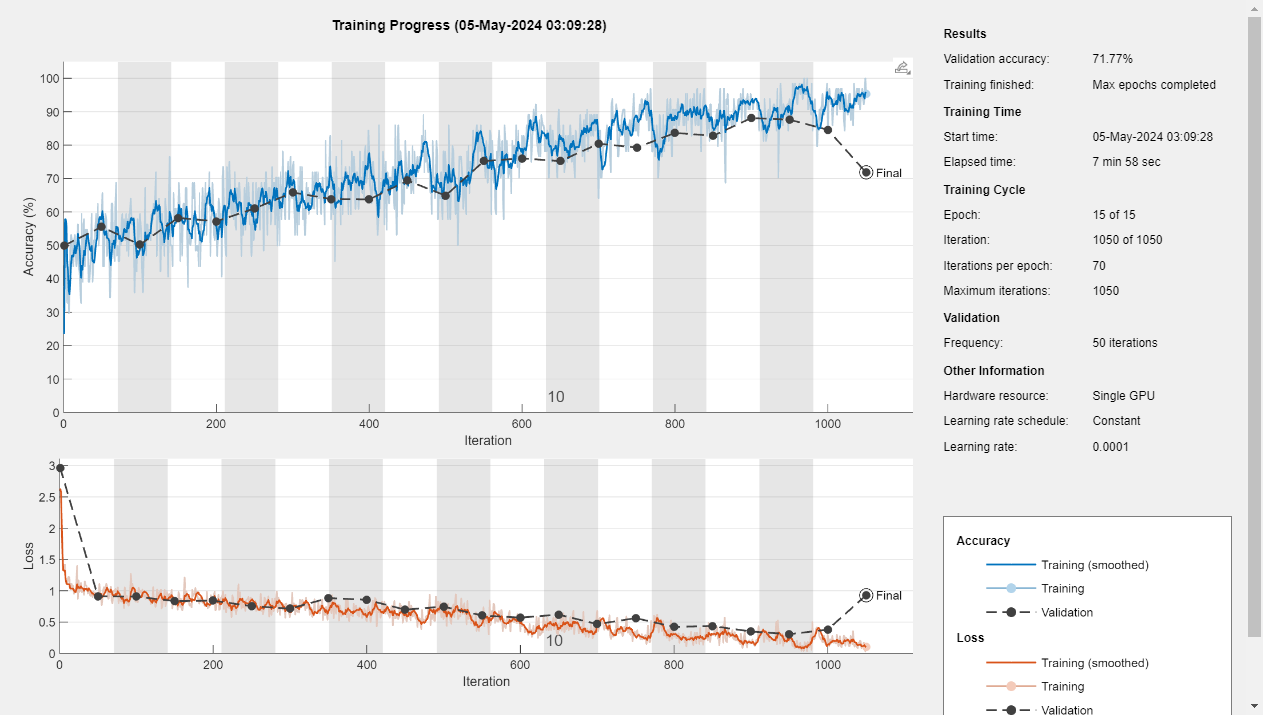 Training Progress (05-May-2024 03:09:28)
100
90
80
70
60
50
40
30
20
10
0
Accuracy (%)
Final
10
0 200 400 600 800 1000
Iteration
3
2.5
2
1.5
1
0.5
0
Loss
Final
10
0 200 400 600 800 1000
Iteration
Results
Validation accuracy: 71.77%
Training finished: Max epochs completed
Training Time
Start time: 05-May-2024 03:09:28
Elapsed time: 7 min 58 sec
Training Cycle
Epoch: 15 of 15
Iteration: 1050 of 1050
Iterations per epoch: 70
Maximum iterations: 1050
Validation
Frequency: 50 iterations
Other Information
Hardware resource: Single GPU
Learning rate schedule: Constant
Learning rate: 0.0001
Accuracy
Training (smoothed)
Training
Validation
Loss
Training (smoothed)
Training
Validation